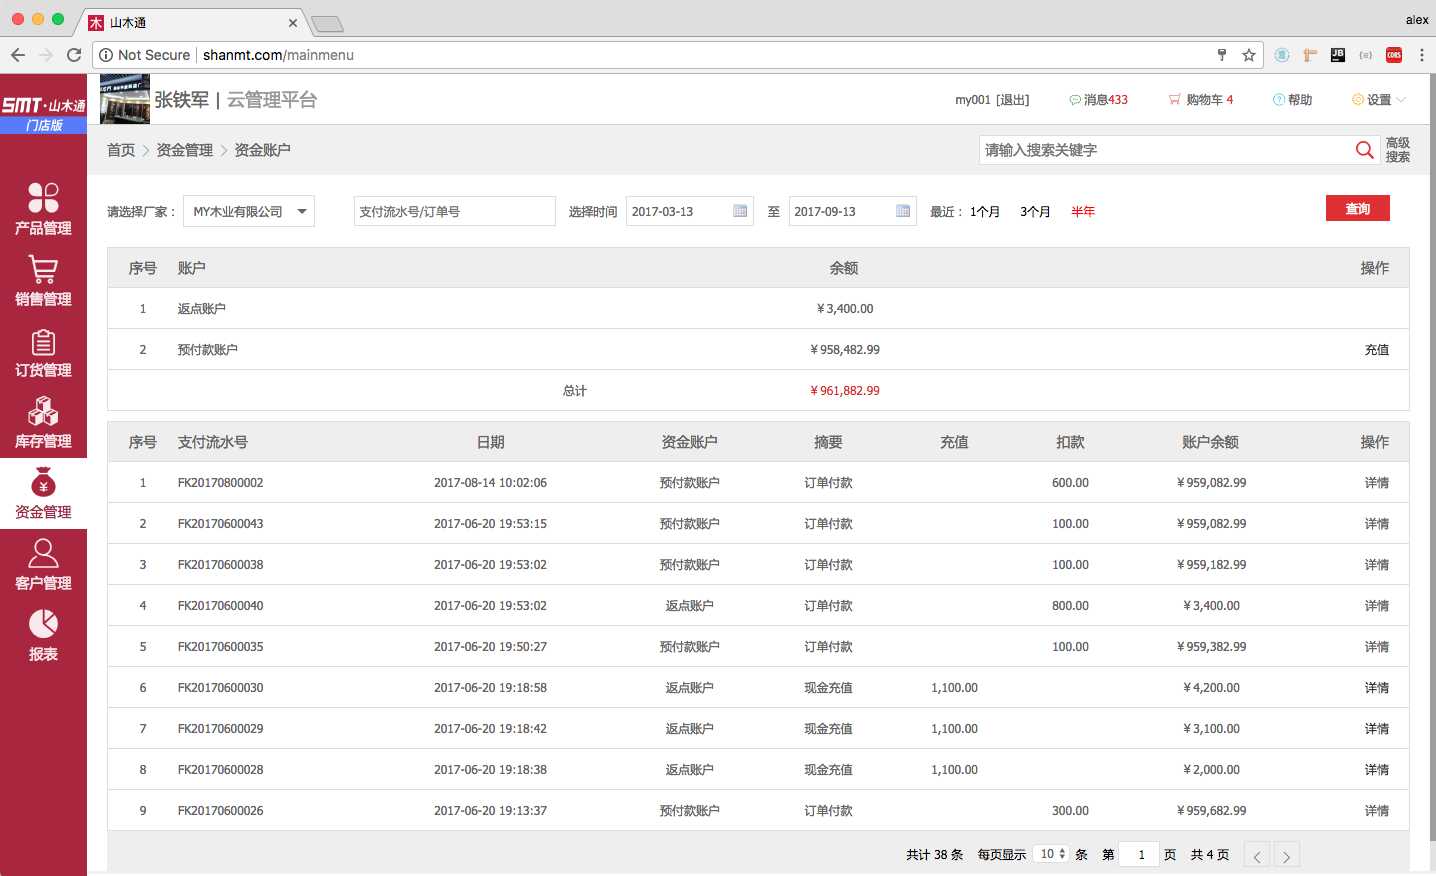 山木通
alex
Not Secure shanmt.com/mainmenu
SMT·山木通
门店版
张铁军 | 云管理平台
my001 [退出] 消息433 购物车 4 帮助 设置
首页 资金管理 资金账户
请输入搜索关键字
高级
搜索
产品管理
销售管理
订货管理
库存管理
资金管理
客户管理
报表
请选择厂家： MY木业有限公司 支付流水号/订单号 选择时间 2017-03-13 至 2017-09-13 最近： 1个月 3个月 半年 查询
序号 账户 余额 操作
1 返点账户 ¥ 3,400.00
2 预付款账户 ¥ 958,482.99 充值
总计 ¥ 961,882.99
序号 支付流水号 日期 资金账户 摘要 充值 扣款 账户余额 操作
1 FK20170800002 2017-08-14 10:02:06 预付款账户 订单付款 600.00 ¥ 959,082.99 详情
2 FK20170600043 2017-06-20 19:53:15 预付款账户 订单付款 100.00 ¥ 959,082.99 详情
3 FK20170600038 2017-06-20 19:53:02 预付款账户 订单付款 100.00 ¥ 959,182.99 详情
4 FK20170600040 2017-06-20 19:53:02 返点账户 订单付款 800.00 ¥ 3,400.00 详情
5 FK20170600035 2017-06-20 19:50:27 预付款账户 订单付款 100.00 ¥ 959,382.99 详情
6 FK20170600030 2017-06-20 19:18:58 返点账户 现金充值 1,100.00 ¥ 4,200.00 详情
7 FK20170600029 2017-06-20 19:18:42 返点账户 现金充值 1,100.00 ¥ 3,100.00 详情
8 FK20170600028 2017-06-20 19:18:38 返点账户 现金充值 1,100.00 ¥ 2,000.00 详情
9 FK20170600026 2017-06-20 19:13:37 预付款账户 订单付款 300.00 ¥ 959,682.99 详情
共计 38 条 每页显示 10 条 第 1 页 共 4 页